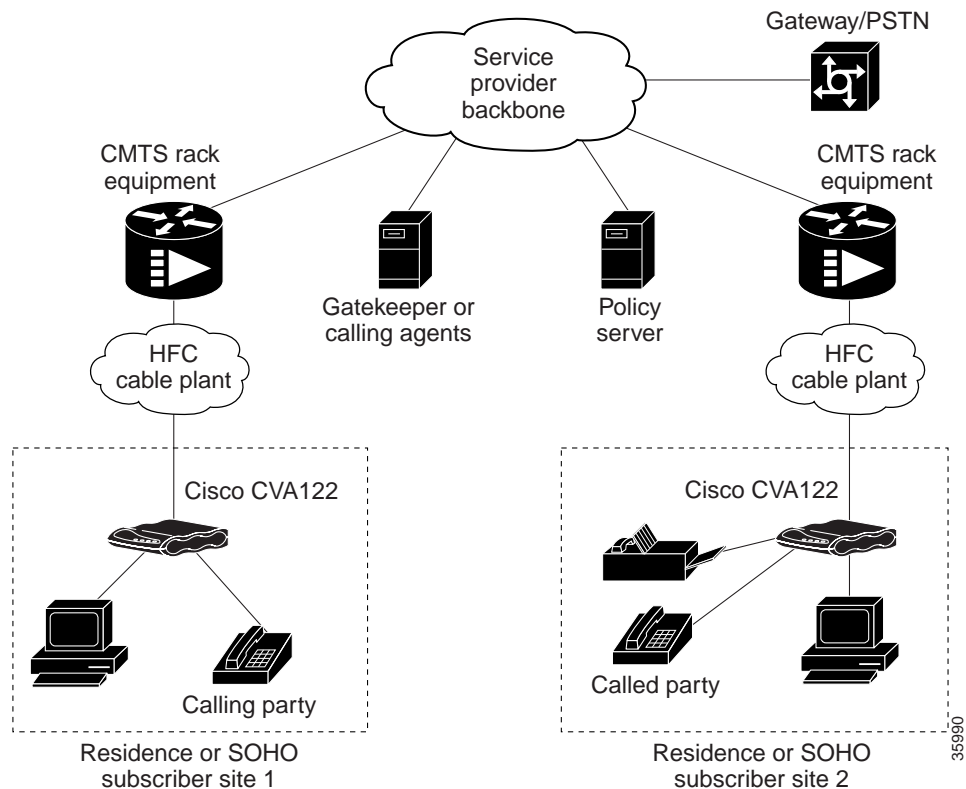 Gateway/PSTN
Service
provider
backbone
CMTS rack
equipment
CMTS rack
equipment
Gatekeeper or
calling agents
Policy
server
HFC
cable plant
HFC
cable plant
Cisco CVA122
Cisco CVA122
Calling party
Called party
Residence or SOHO
subscriber site 1
Residence or SOHO
subscriber site 2
35990